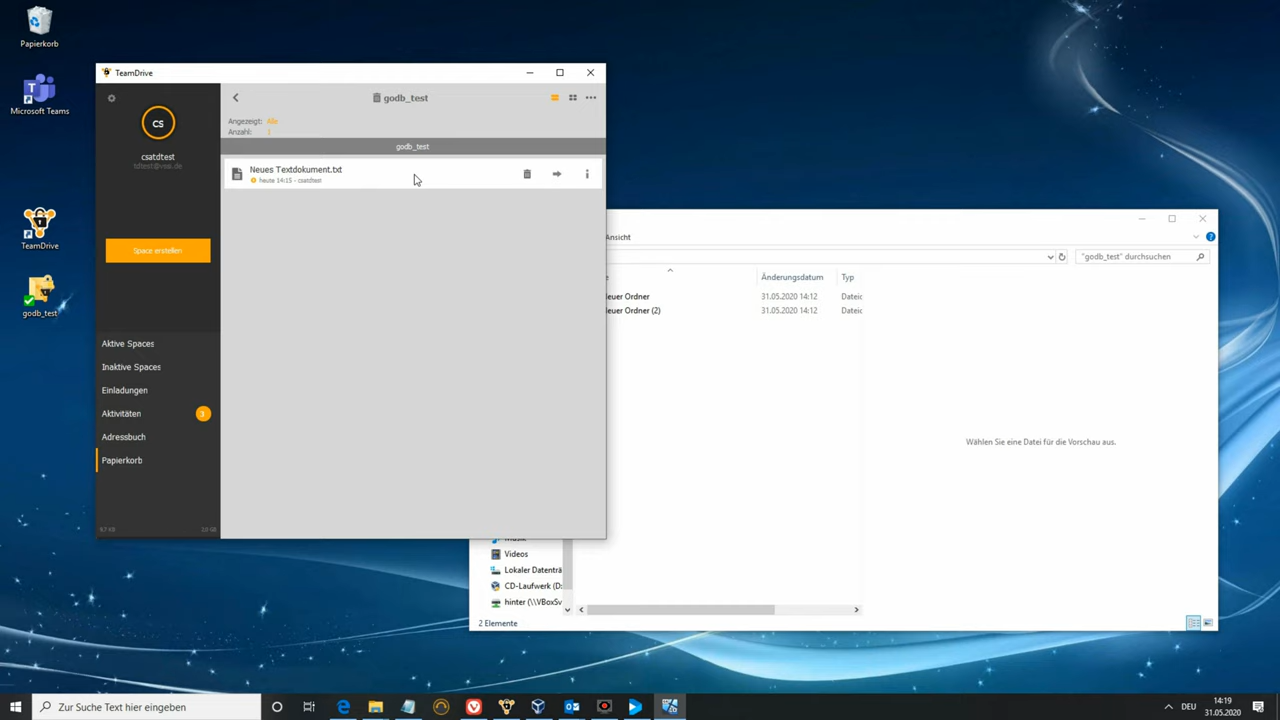 Papierkorb
Microsoft Teams
TeamDrive
godb_test
TeamDrive
CS
csatdtest
Space erstellen
Aktive Spaces
Inaktive Spaces
Einladungen
Aktivitäten 3
Adressbuch
Papierkorb
godb_test
Angezeigt: Alle
Anzahl: 1
godb_test
Neues Textdokument.txt
heute 14:15 - csatdtest
Ansicht
"godb_test" durchsuchen
Änderungsdatum Typ
euer Ordner 31.05.2020 14:12 Dateic
euer Ordner (2) 31.05.2020 14:12 Dateic
Wählen Sie eine Datei für die Vorschau aus.
Videos
Lokaler Datenträ
CD-Laufwerk (D:
hinter (\\VBoxSv
2 Elemente
Zur Suche Text hier eingeben
DEU
14:19
31.05.2020